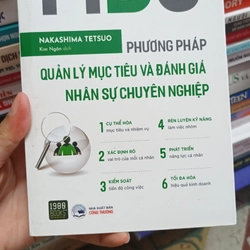 MBO
NAKASHIMA TETSUO
Kim Ngân dịch
PHƯƠNG PHÁP
QUẢN LÝ MỤC TIÊU VÀ ĐÁNH GIÁ
NHÂN SỰ CHUYÊN NGHIỆP
1 CỤ THỂ HÓA
mục tiêu và nhiệm vụ
2 XÁC ĐỊNH RÕ
vai trò của mỗi cá nhân
3 KIỂM SOÁT
tiến độ công việc
4 RÈN LUYỆN KỸ NĂNG
làm việc nhóm
5 PHÁT TRIỂN
năng lực cá nhân
6 TỐI ĐA HÓA
hiệu quả kinh doanh
1980
BOOKS
NHÀ XUẤT BẢN
CÔNG THƯƠNG